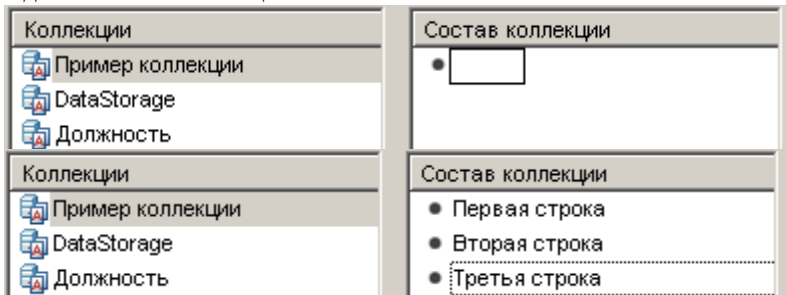 Коллекции
Состав коллекции
Пример коллекции
DataStorage
Должность
Коллекции
Состав коллекции
Пример коллекции
Первая строка
DataStorage
Вторая строка
Должность
Третья строка